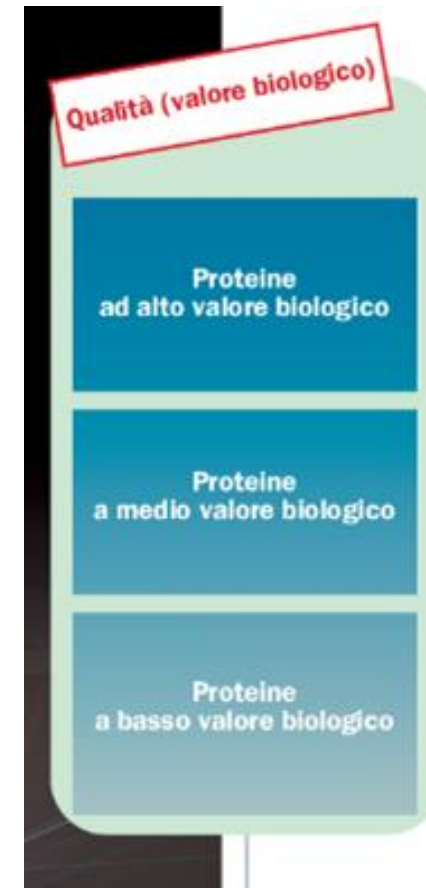 Qualità (valore biologico)
Proteine
ad alto valore biologico
Proteine
a medio valore biologico
Proteine
a basso valore biologico